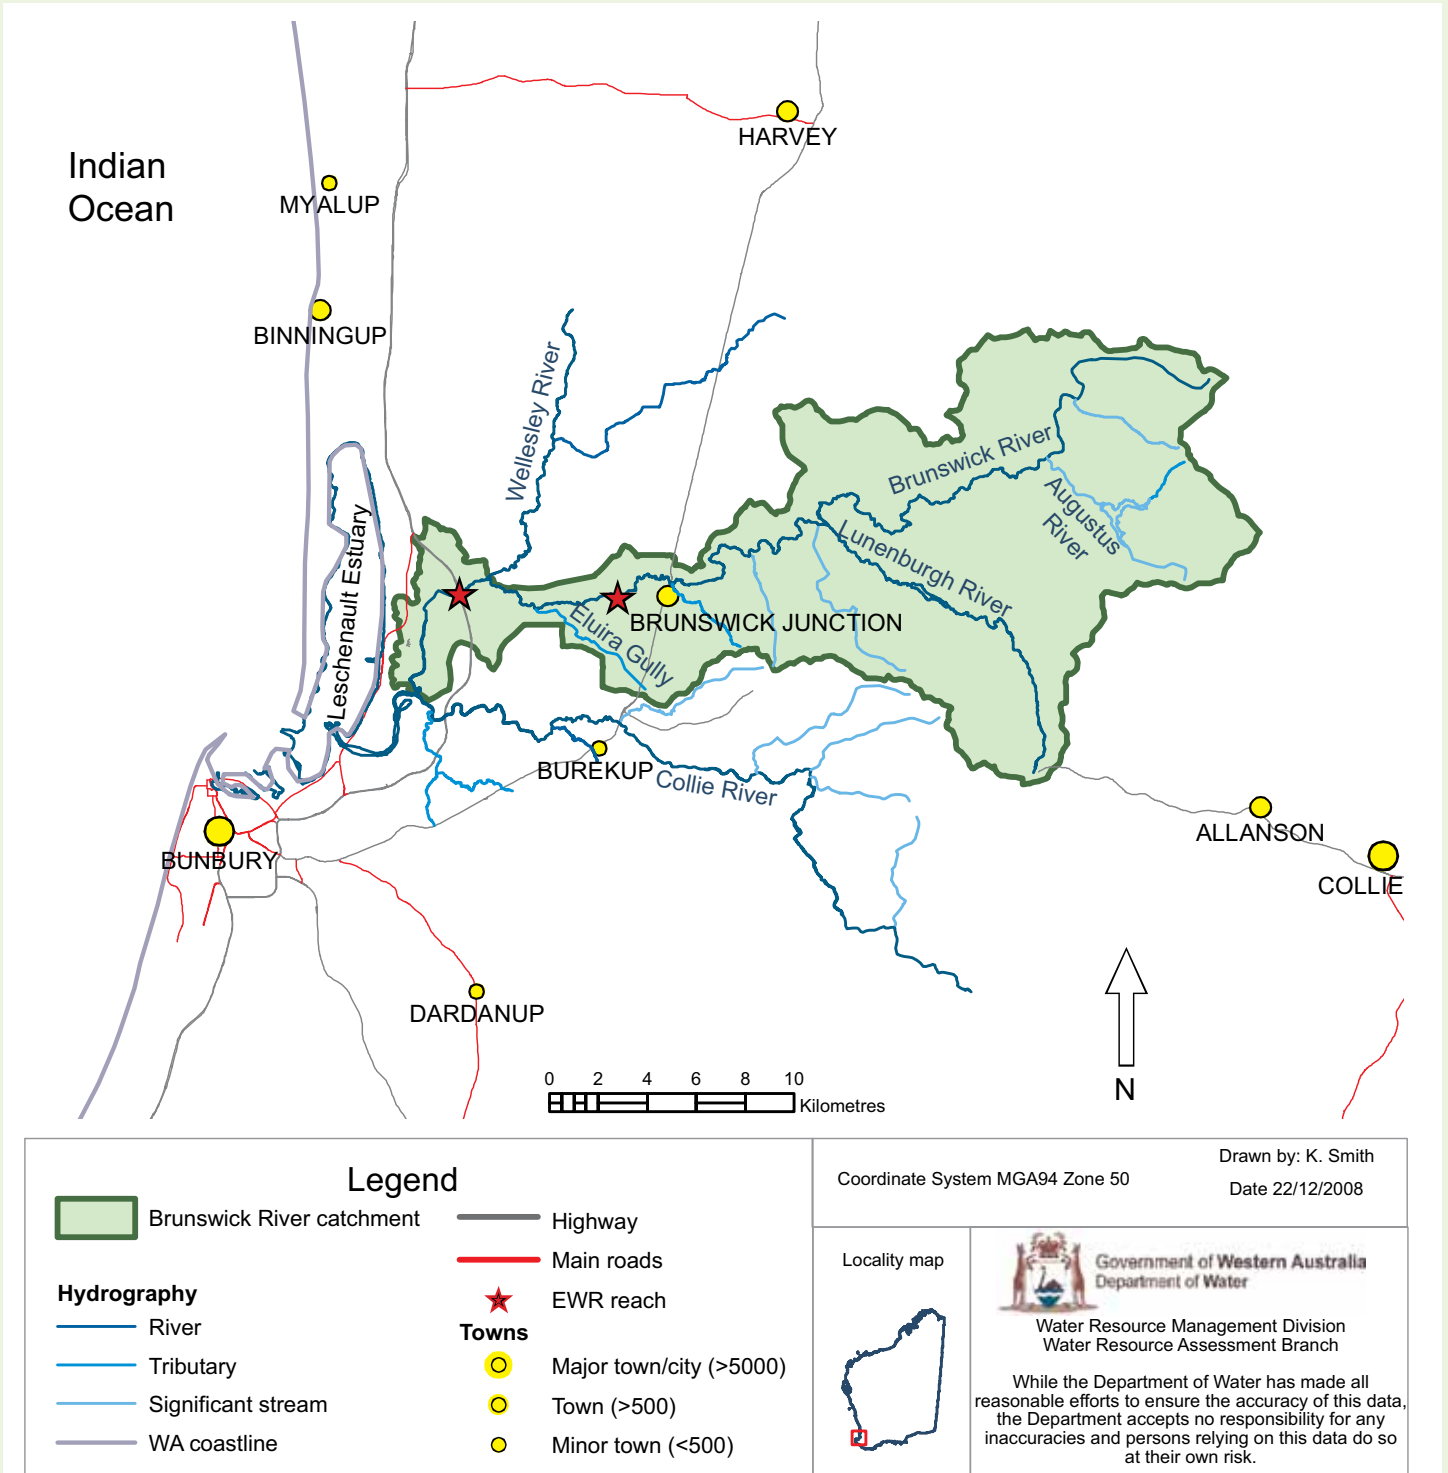 Indian
Ocean
HARVEY
MYALUP
BINNINGUP
Wellesley River
Brunswick River
Augustus
River
Lunenburgh River
Leschenault Estuary
Eluira Gully
BRUNSWICK JUNCTION
BUREKUP
Collie River
ALLANSON
BUNBURY
COLLIE
DARDANUP
N
0 2 4 6 8 10
Kilometres
Legend
Brunswick River catchment
Hydrography
River
Tributary
Significant stream
WA coastline
Highway
Main roads
EWR reach
Towns
Major town/city (>5000)
Town (>500)
Minor town (<500)
Coordinate System MGA94 Zone 50
Drawn by: K. Smith
Date 22/12/2008
Locality map
Government of Western Australia
Department of Water
Water Resource Management Division
Water Resource Assessment Branch
While the Department of Water has made all
reasonable efforts to ensure the accuracy of this data,
the Department accepts no responsibility for any
inaccuracies and persons relying on this data do so
at their own risk.